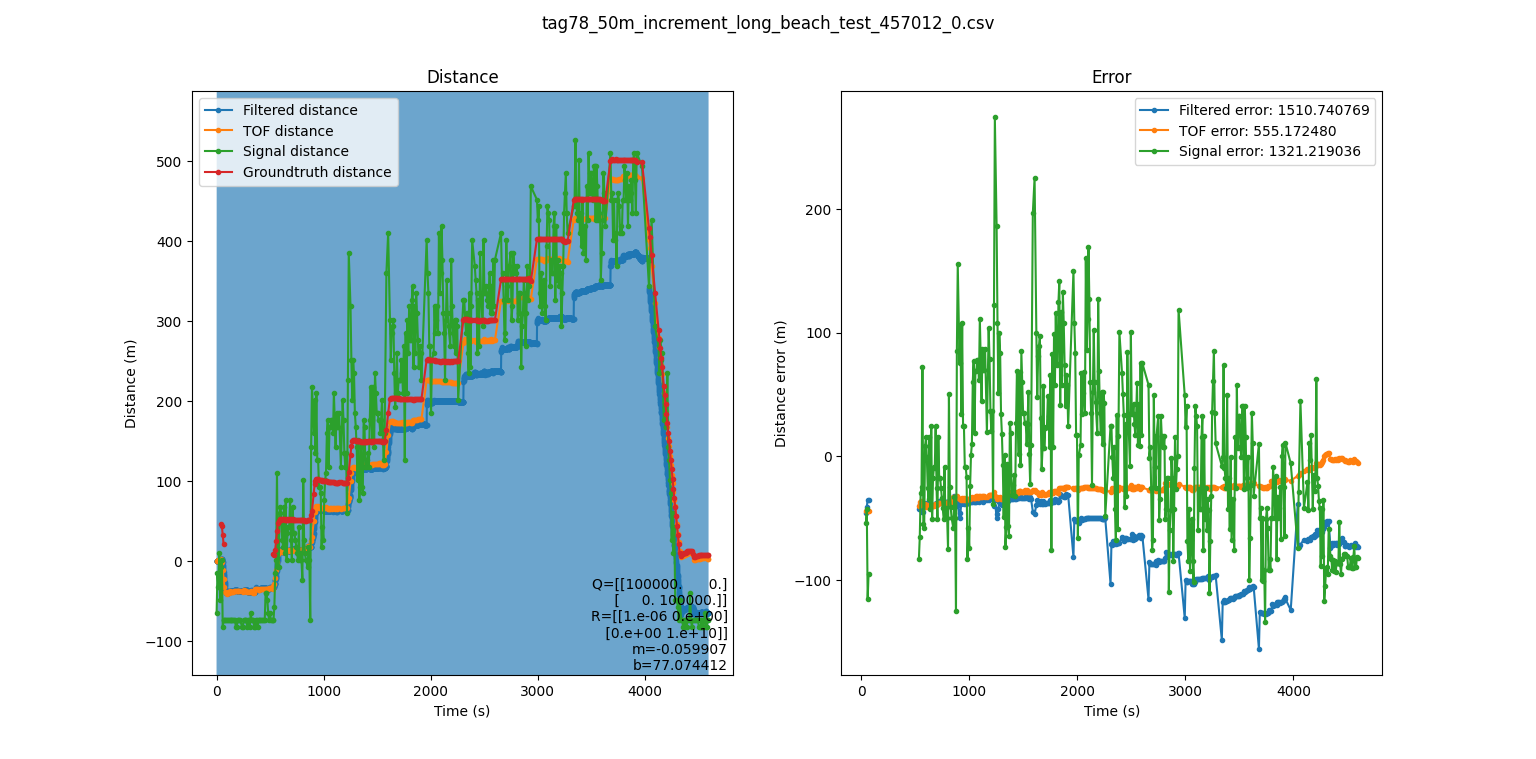 tag78_50m_increment_long_beach_test_457012_0.csv
Distance
Filtered distance
TOF distance
Signal distance
Groundtruth distance
Distance (m)
500
400
300
200
100
0
−100
Q=[[100000. 0.]
[ 0. 100000.]]
R=[[1.e-06 0.e+00]
[0.e+00 1.e+10]]
m=-0.059907
b=77.074412
0 1000 2000 3000 4000
Time (s)
Error
Filtered error: 1510.740769
TOF error: 555.172480
Signal error: 1321.219036
Distance error (m)
200
100
0
−100
0 1000 2000 3000 4000
Time (s)